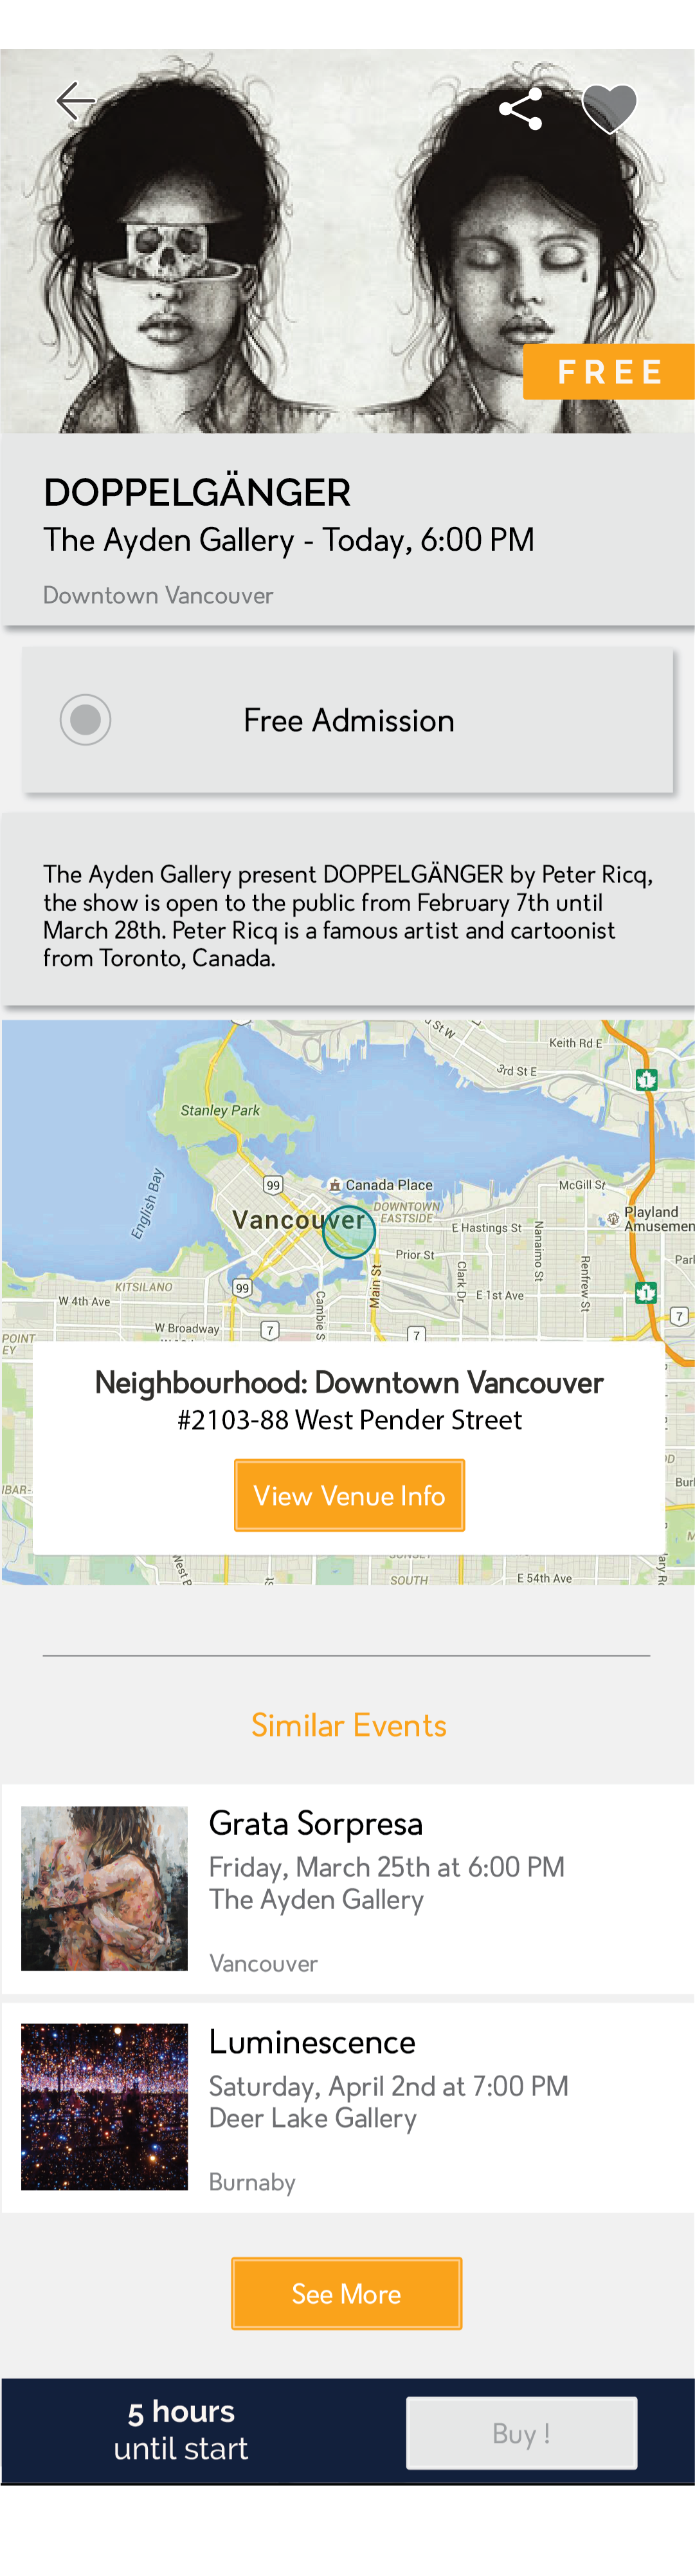 FREE
DOPPELGÄNGER
The Ayden Gallery - Today, 6:00 PM
Downtown Vancouver
Free Admission
The Ayden Gallery present DOPPELGÄNGER by Peter Ricq,
the show is open to the public from February 7th until
March 28th. Peter Ricq is a famous artist and cartoonist
from Toronto, Canada.
St W
Keith Rd E
3rd St E
1
Stanley Park
99
Canada Place
McGill St
English Bay
Vancouver
DOWNTOWN
EASTSIDE
Playland
Amusemen
E Hastings St
Nanaimo St
Prior St
Park
KITSILANO
99
Cambie S
Main St
Clark Dr
E 1st Ave
Renfrew St
1
W 4th Ave
W Broadway
7
7
7
POINT
EY
Neighbourhood: Downtown Vancouver
#2103-88 West Pender Street
View Venue Info
IBAR-
Burl
West B
St
SUNSET
SOUTH
E 54th Ave
ary R
Similar Events
Grata Sorpresa
Friday, March 25th at 6:00 PM
The Ayden Gallery
Vancouver
Luminescence
Saturday, April 2nd at 7:00 PM
Deer Lake Gallery
Burnaby
See More
5 hours
until start
Buy !